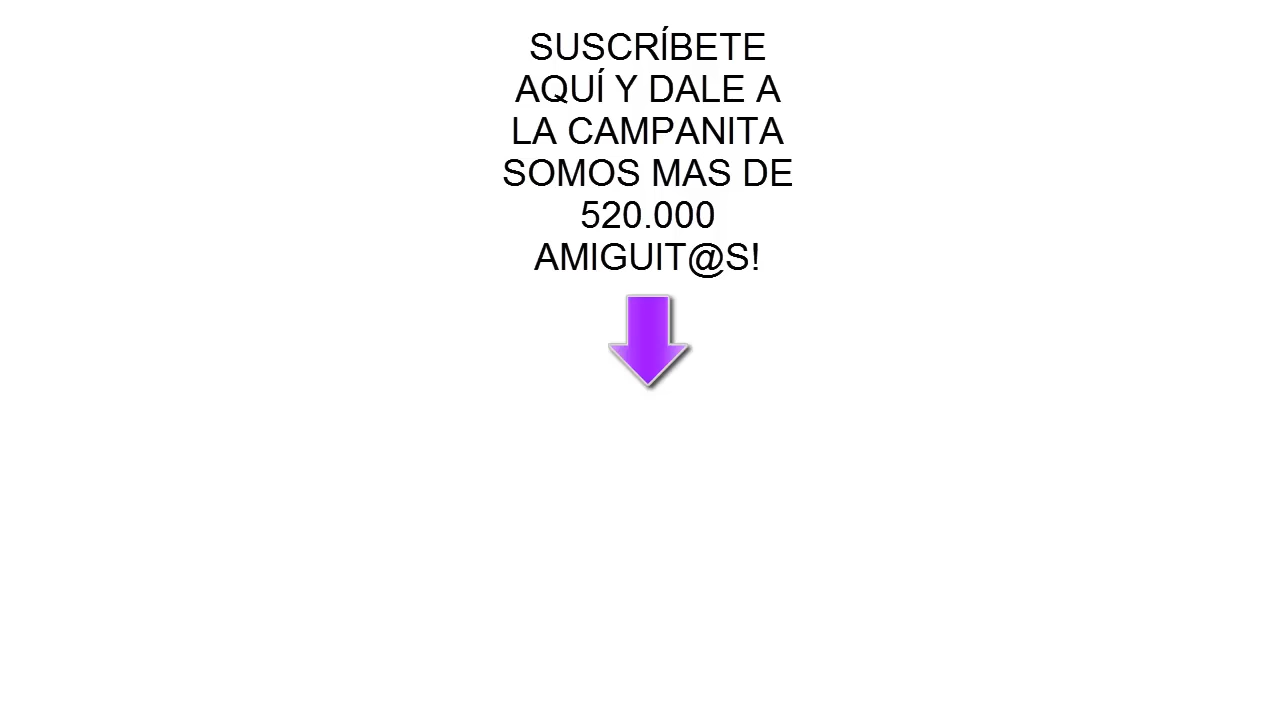 SUSCRÍBETE
AQUÍ Y DALE A
LA CAMPANITA
SOMOS MAS DE
520.000
AMIGUIT@S!